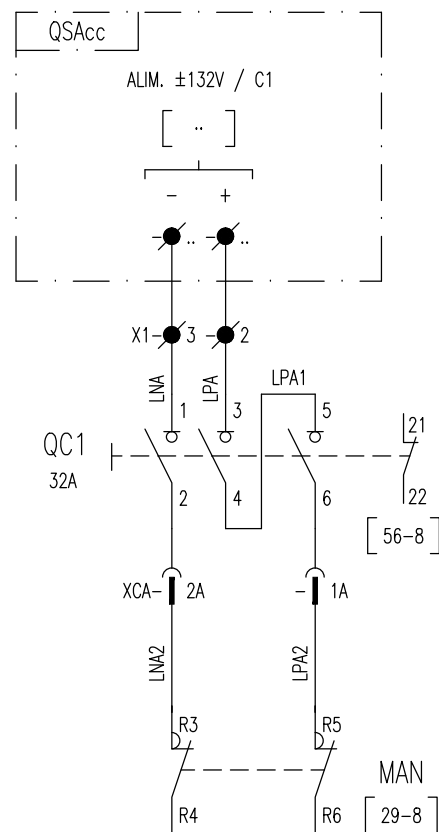 QSAcc
ALIM. ±132V / C1
[ .. ]
- +
- .. - ..
X1- 3 - 2
LNA LPA LPA1
1 3 5 21
QC1
32A
2 4 6 22
[56-8]
XCA- 2A - 1A
LNA2 LPA2
R3 R5
MAN
R4 R6 [29-8]